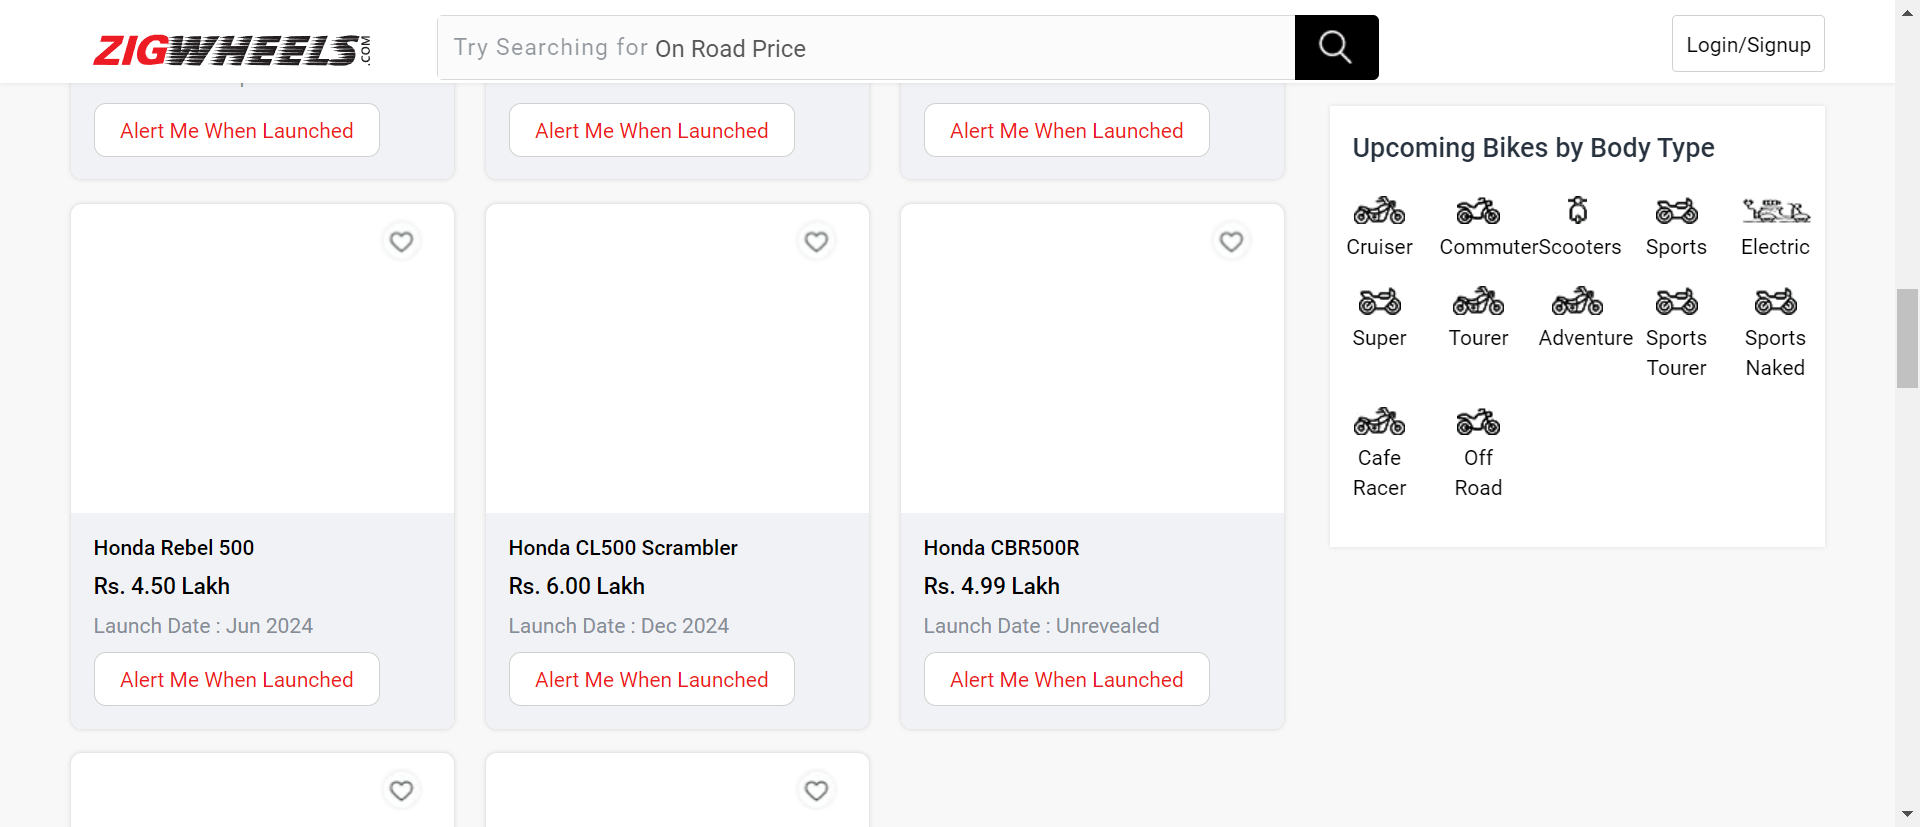 ZIGWHEELS.COM
Try Searching for On Road Price
Login/Signup
Alert Me When Launched
Alert Me When Launched
Alert Me When Launched
Honda Rebel 500
Rs. 4.50 Lakh
Launch Date : Jun 2024
Alert Me When Launched
Honda CL500 Scrambler
Rs. 6.00 Lakh
Launch Date : Dec 2024
Alert Me When Launched
Honda CBR500R
Rs. 4.99 Lakh
Launch Date : Unrevealed
Alert Me When Launched
Upcoming Bikes by Body Type
Cruiser
Commuter
Scooters
Sports
Electric
Super
Tourer
Adventure
Sports
Tourer
Sports
Naked
Cafe
Racer
Off
Road